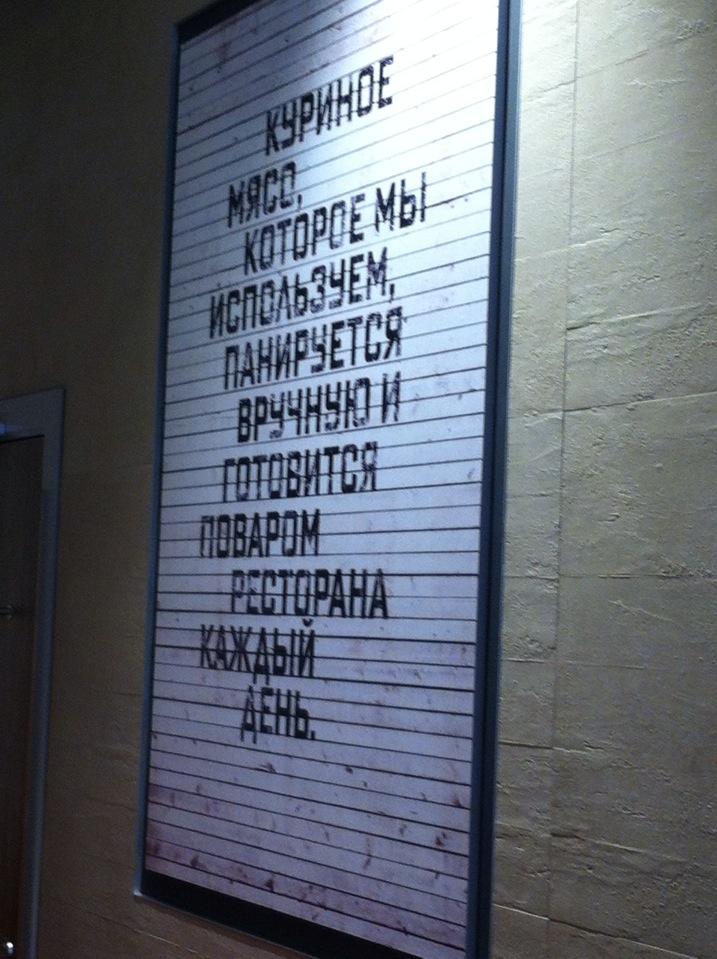 КУРИНОЕ
МЯСО,
КОТОРОЕ МЫ
ИСПОЛЬЗУЕМ,
ПАНИРУЕТСЯ
ВРУЧНУЮ И
ГОТОВИТСЯ
ПОВАРОМ
РЕСТОРАНА
КАЖДЫЙ
ДЕНЬ.